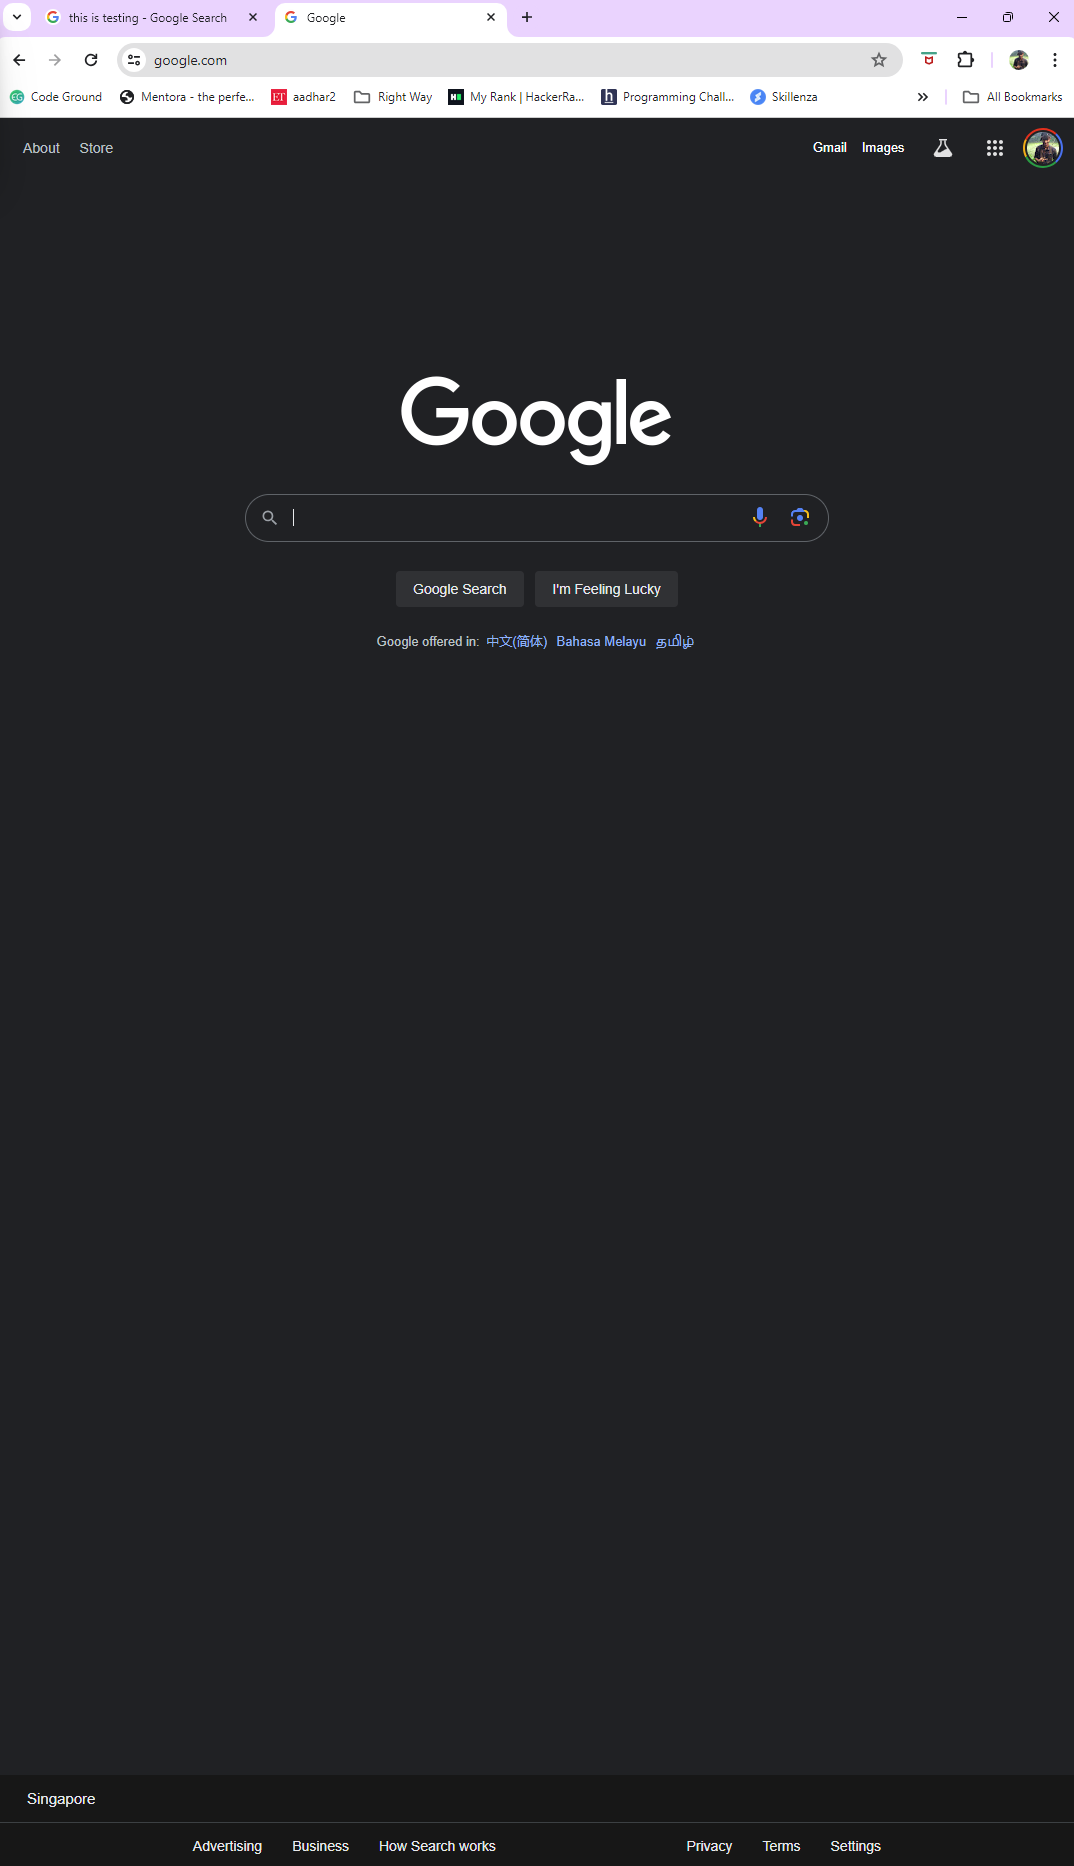 this is testing - Google Search
Google
google.com
Code Ground
Mentora - the perfe...
aadhar2
Right Way
My Rank | HackerRa...
Programming Chall...
Skillenza
All Bookmarks
About Store
Gmail Images
Google
Google Search I'm Feeling Lucky
Google offered in: 中文(简体) Bahasa Melayu தமிழ்
Singapore
Advertising Business How Search works Privacy Terms Settings